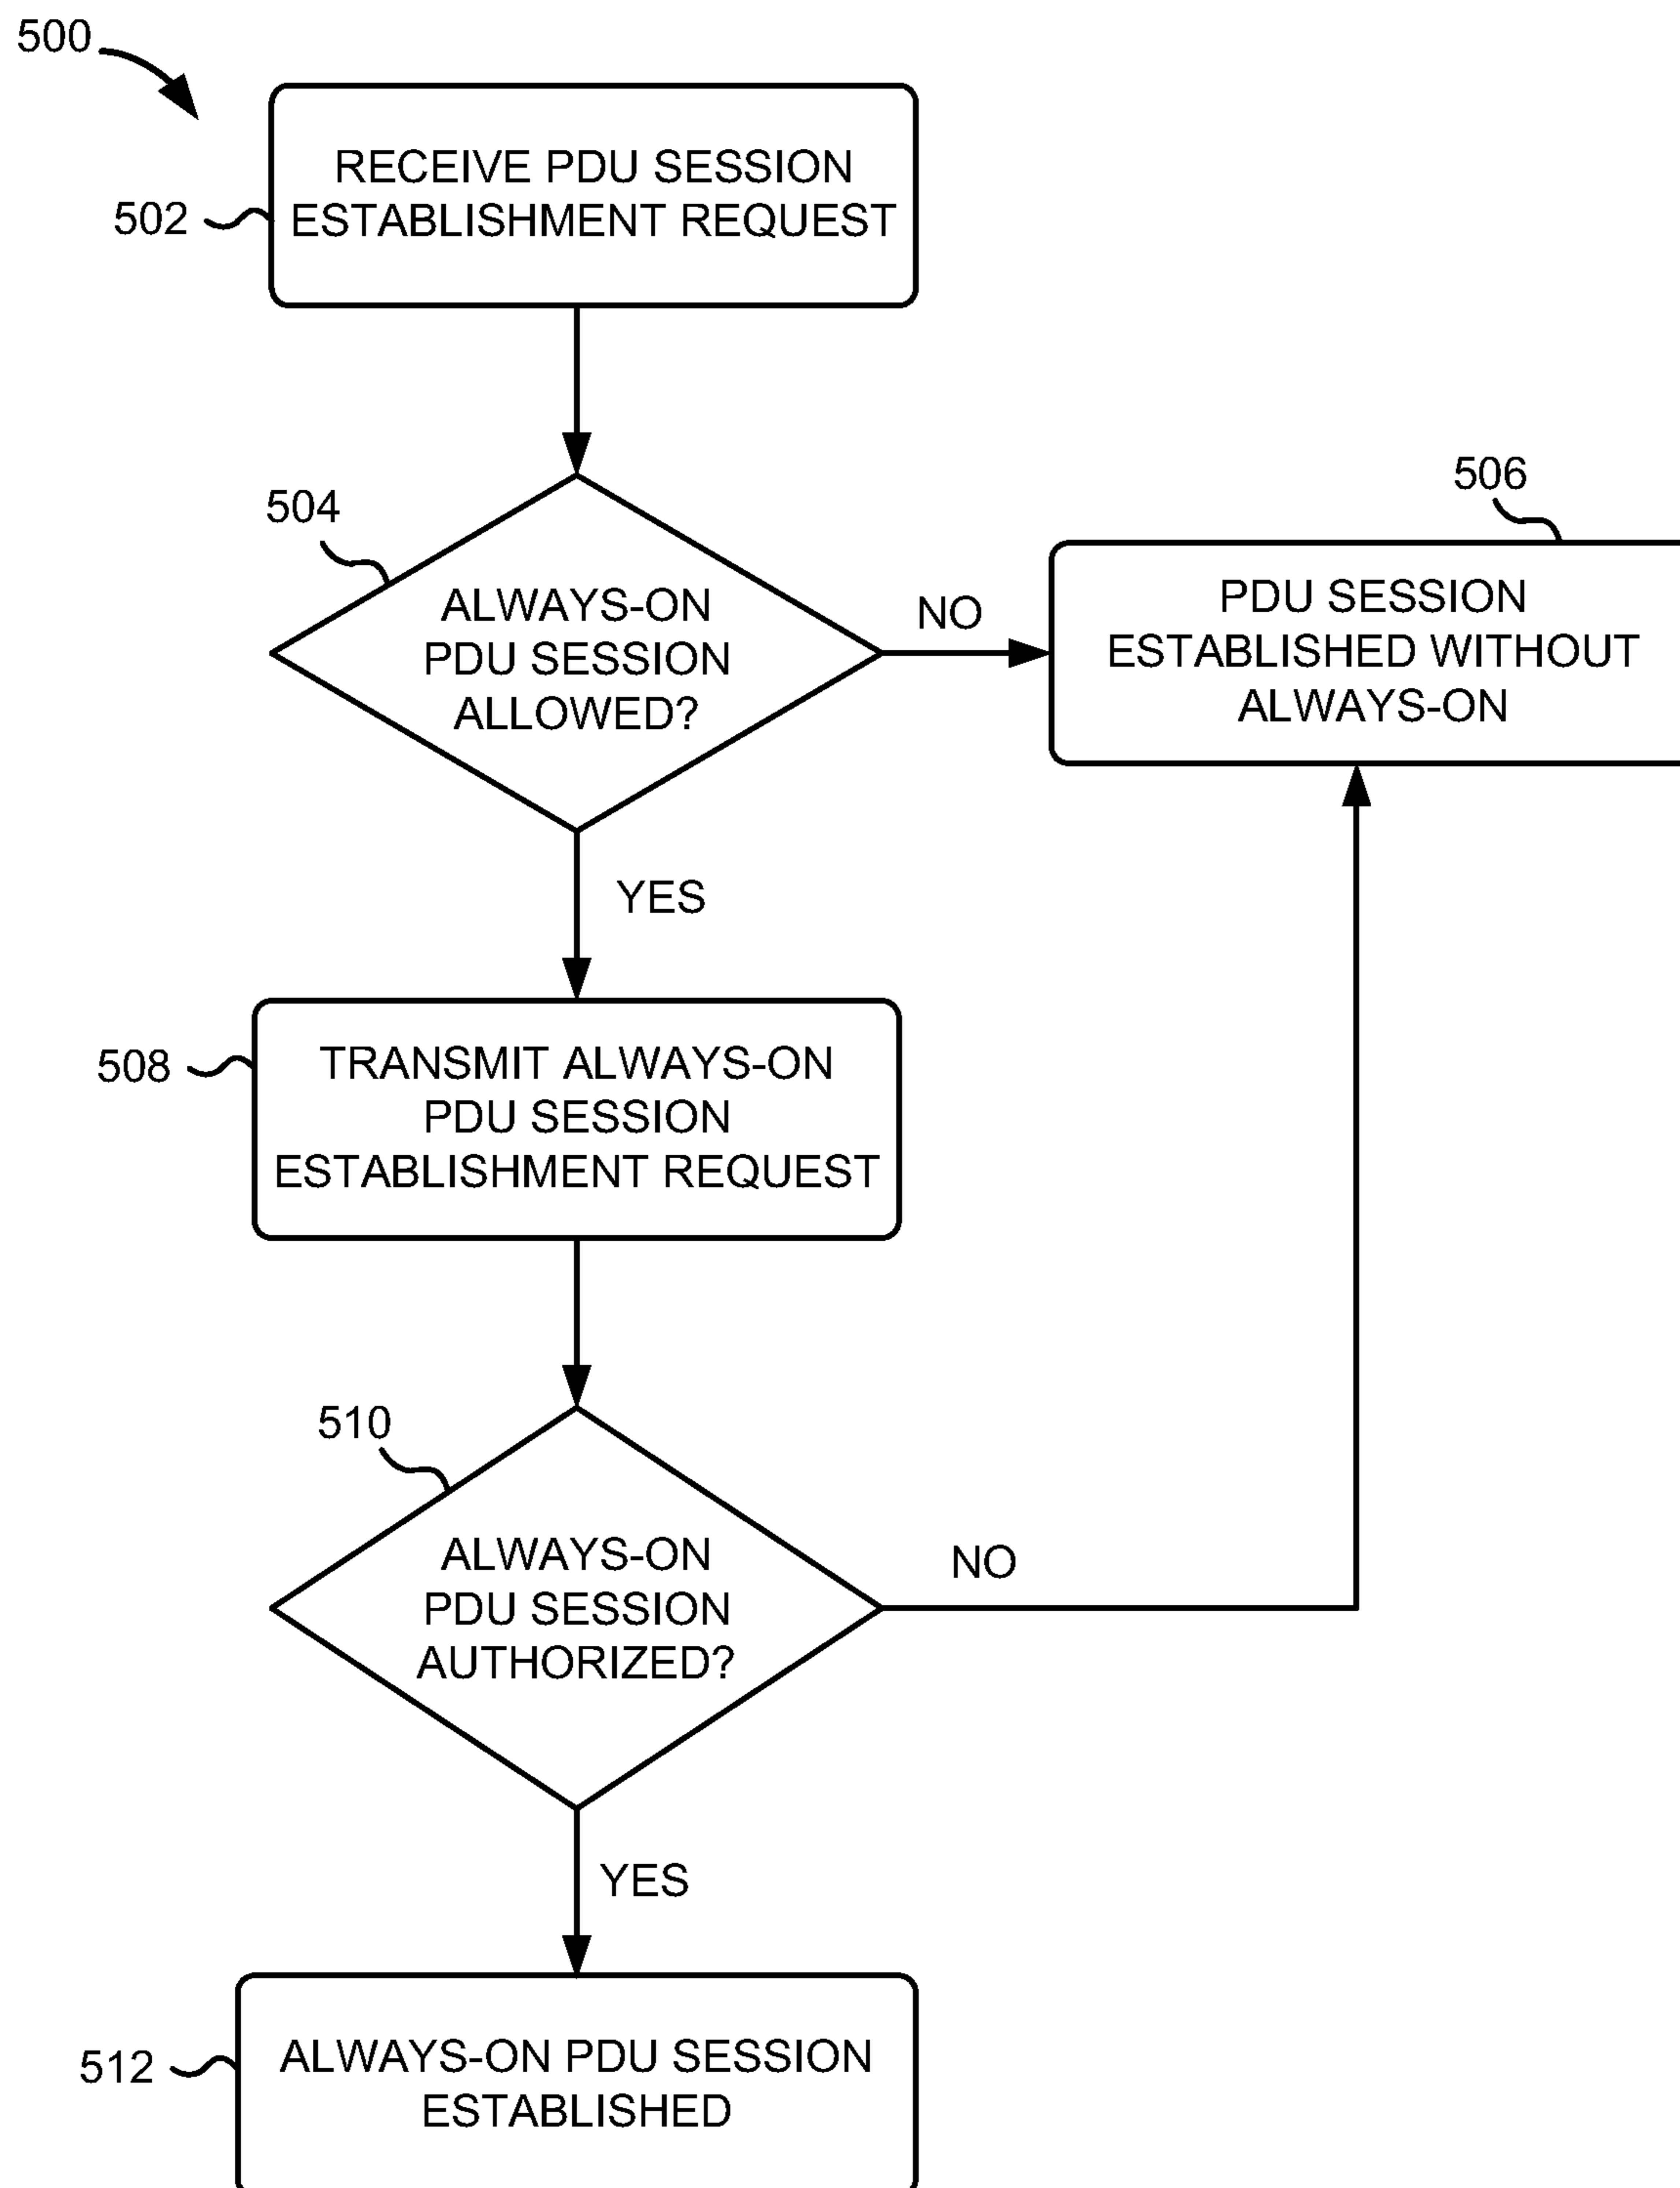 500
RECEIVE PDU SESSION
ESTABLISHMENT REQUEST
502
504
ALWAYS-ON
PDU SESSION
ALLOWED?
NO
506
PDU SESSION
ESTABLISHED WITHOUT
ALWAYS-ON
YES
508
TRANSMIT ALWAYS-ON
PDU SESSION
ESTABLISHMENT REQUEST
510
ALWAYS-ON
PDU SESSION
AUTHORIZED?
NO
YES
512
ALWAYS-ON PDU SESSION
ESTABLISHED